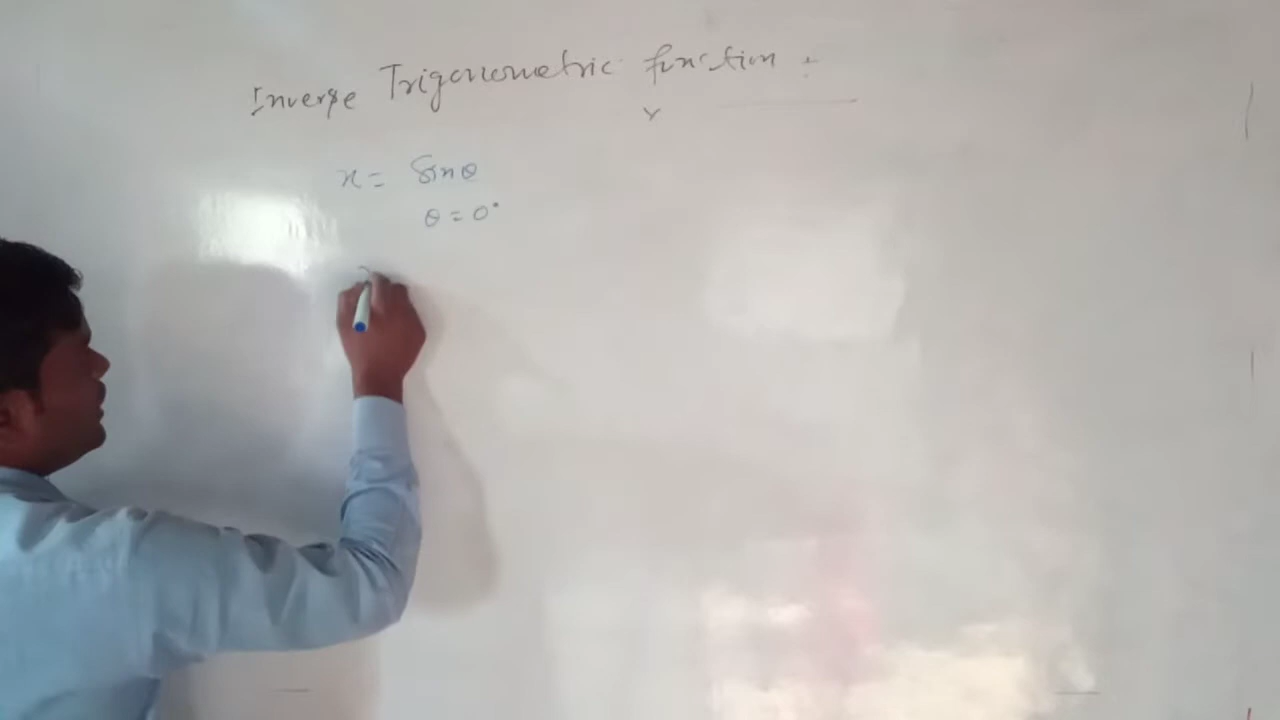 Inverse Trigonometric function :
x = Sinθ
θ = 0°